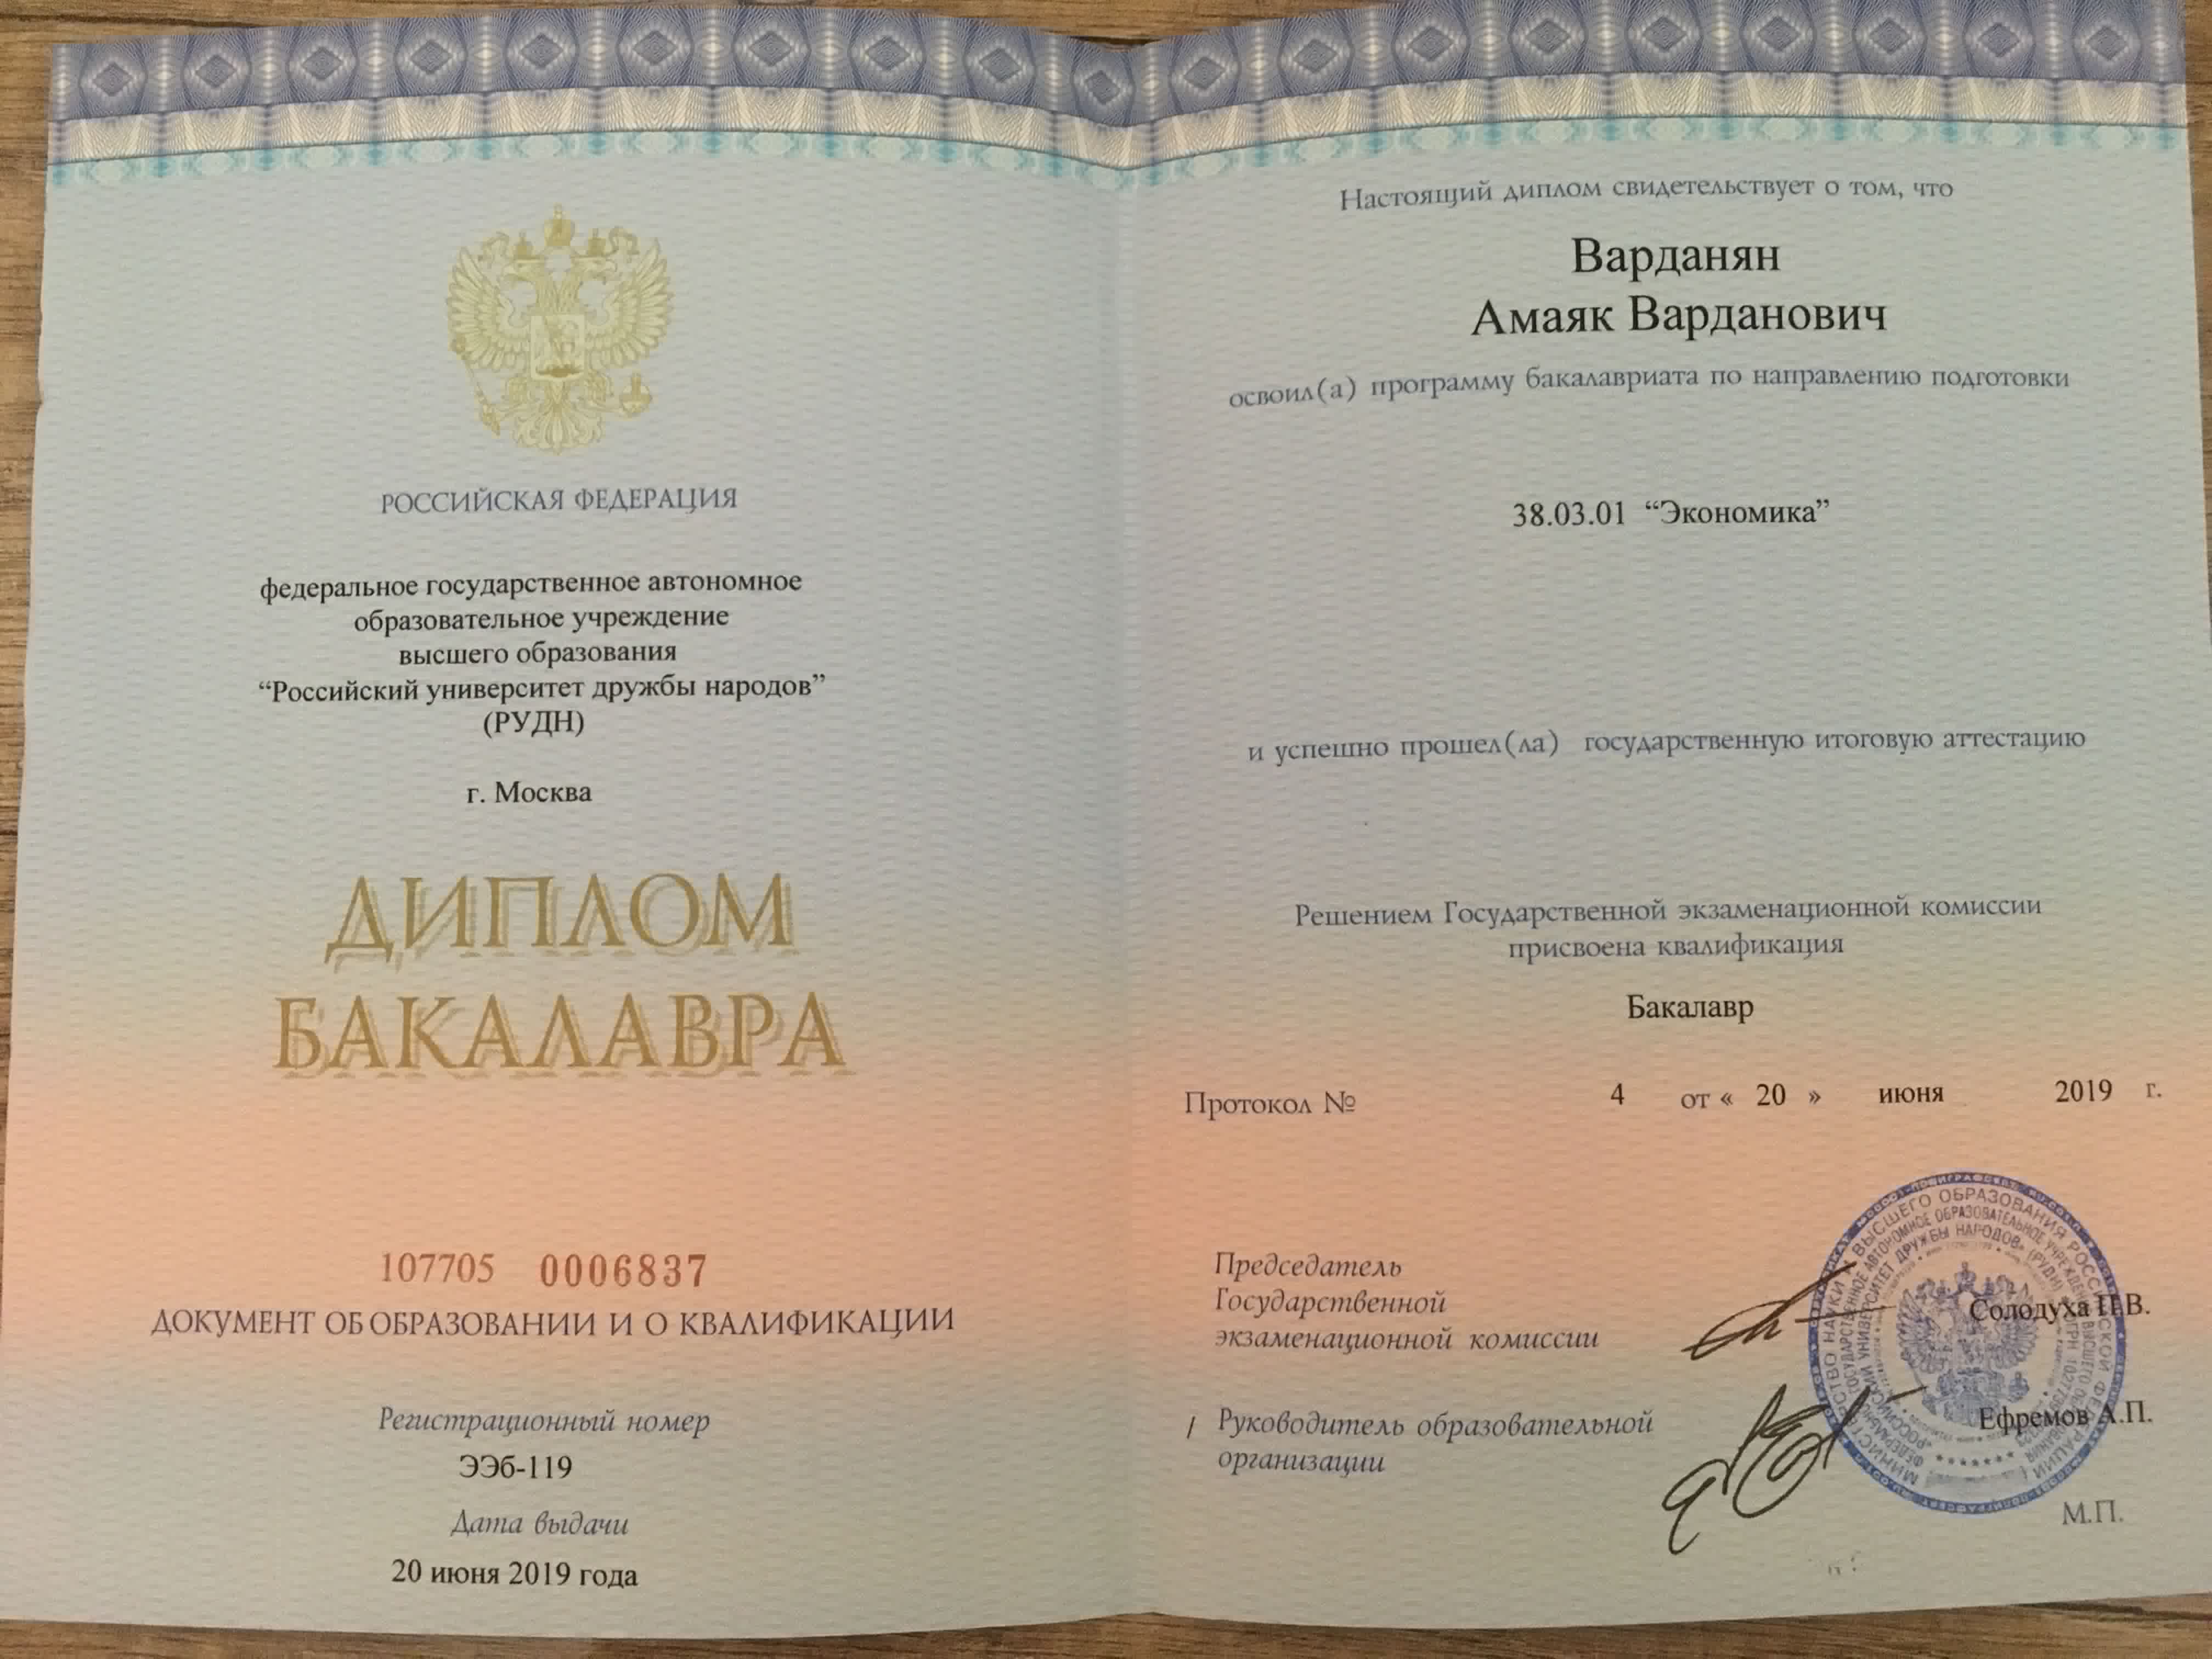 РОССИЙСКАЯ ФЕДЕРАЦИЯ
федеральное государственное автономное
образовательное учреждение
высшего образования
“Российский университет дружбы народов”
(РУДН)
г. Москва
ДИПЛОМ
БАКАЛАВРА
107705 0006837
ДОКУМЕНТ ОБ ОБРАЗОВАНИИ И О КВАЛИФИКАЦИИ
Регистрационный номер
ЭЭб-119
Дата выдачи
20 июня 2019 года
Настоящий диплом свидетельствует о том, что
Варданян
Амаяк Варданович
освоил(а) программу бакалавриата по направлению подготовки
38.03.01 “Экономика”
и успешно прошел(ла) государственную итоговую аттестацию
Решением Государственной экзаменационной комиссии
присвоена квалификация
Бакалавр
Протокол № 4 от « 20 » июня 2019 г.
Председатель
Государственной
экзаменационной комиссии
Солодуха П.В.
/ Руководитель образовательной
организации
Ефремов А.П.
М.П.